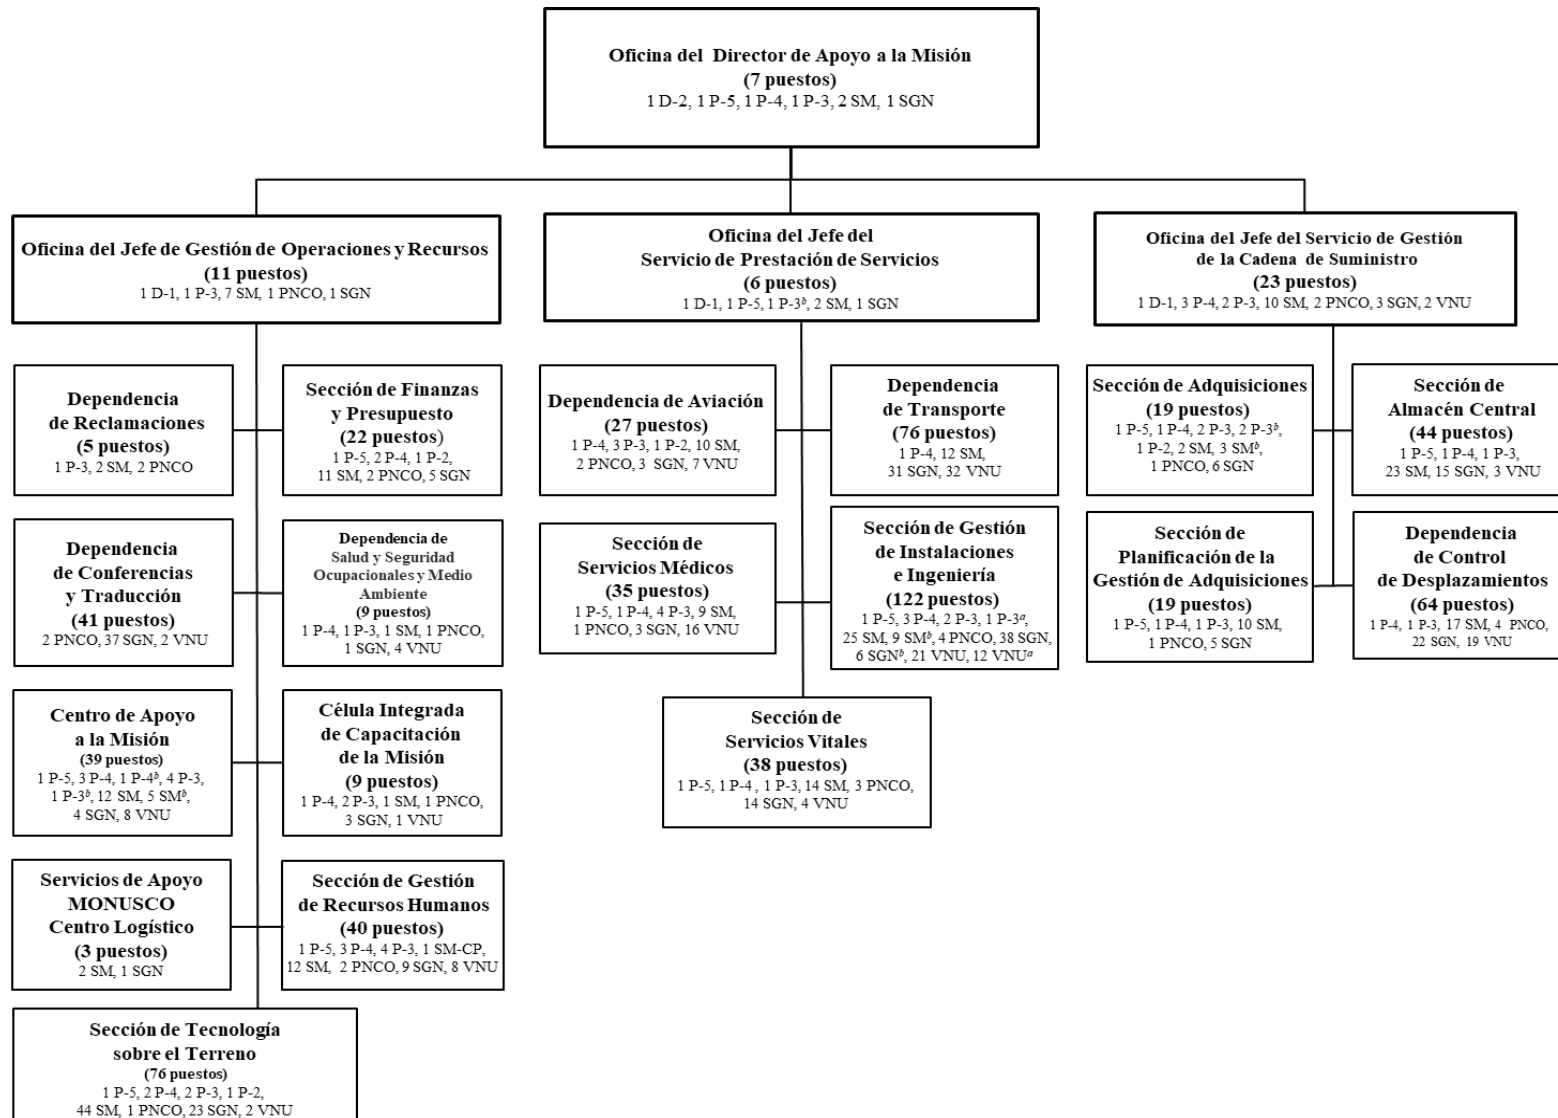 Oficina del Director de Apoyo a la Misión
(7 puestos)
1 D-2, 1 P-5, 1 P-4, 1 P-3, 2 SM, 1 SGN
Oficina del Jefe de Gestión de Operaciones y Recursos
(11 puestos)
1 D-1, 1 P-3, 7 SM, 1 PNCO, 1 SGN
Oficina del Jefe del
Servicio de Prestación de Servicios
(6 puestos)
1 D-1, 1 P-5, 1 P-3ᵇ, 2 SM, 1 SGN
Oficina del Jefe del Servicio de Gestión
de la Cadena de Suministro
(23 puestos)
1 D-1, 3 P-4, 2 P-3, 10 SM, 2 PNCO, 3 SGN, 2 VNU
Dependencia
de Reclamaciones
(5 puestos)
1 P-3, 2 SM, 2 PNCO
Sección de Finanzas
y Presupuesto
(22 puestos)
1 P-5, 2 P-4, 1 P-2,
11 SM, 2 PNCO, 5 SGN
Dependencia de Aviación
(27 puestos)
1 P-4, 3 P-3, 1 P-2, 10 SM,
2 PNCO, 3 SGN, 7 VNU
Dependencia
de Transporte
(76 puestos)
1 P-4, 12 SM,
31 SGN, 32 VNU
Sección de Adquisiciones
(19 puestos)
1 P-5, 1 P-4, 2 P-3, 2 P-3ᵇ,
1 P-2, 2 SM, 3 SMᵇ,
1 PNCO, 6 SGN
Sección de
Almacén Central
(44 puestos)
1 P-5, 1 P-4, 1 P-3,
23 SM, 15 SGN, 3 VNU
Dependencia
de Conferencias
y Traducción
(41 puestos)
2 PNCO, 37 SGN, 2 VNU
Dependencia de
Salud y Seguridad
Ocupacionales y Medio
Ambiente
(9 puestos)
1 P-4, 1 P-3, 1 SM, 1 PNCO,
1 SGN, 4 VNU
Sección de
Servicios Médicos
(35 puestos)
1 P-5, 1 P-4, 4 P-3, 9 SM,
1 PNCO, 3 SGN, 16 VNU
Sección de Gestión
de Instalaciones
e Ingeniería
(122 puestos)
1 P-5, 3 P-4, 2 P-3, 1 P-3ᵃ,
25 SM, 9 SMᵇ, 4 PNCO, 38 SGN,
6 SGNᵇ, 21 VNU, 12 VNUᵃ
Sección de
Planificación de la
Gestión de Adquisiciones
(19 puestos)
1 P-5, 1 P-4, 1 P-3, 10 SM,
1 PNCO, 5 SGN
Dependencia
de Control
de Desplazamientos
(64 puestos)
1 P-4, 1 P-3, 17 SM, 4 PNCO,
22 SGN, 19 VNU
Centro de Apoyo
a la Misión
(39 puestos)
1 P-5, 3 P-4, 1 P-4ᵇ, 4 P-3,
1 P-3ᵇ, 12 SM, 5 SMᵇ,
4 SGN, 8 VNU
Célula Integrada
de Capacitación
de la Misión
(9 puestos)
1 P-4, 2 P-3, 1 SM, 1 PNCO,
3 SGN, 1 VNU
Sección de
Servicios Vitales
(38 puestos)
1 P-5, 1 P-4 , 1 P-3, 14 SM, 3 PNCO,
14 SGN, 4 VNU
Servicios de Apoyo
MONUSCO
Centro Logístico
(3 puestos)
2 SM, 1 SGN
Sección de Gestión
de Recursos Humanos
(40 puestos)
1 P-5, 3 P-4, 4 P-3, 1 SM-CP,
12 SM, 2 PNCO, 9 SGN, 8 VNU
Sección de Tecnología
sobre el Terreno
(76 puestos)
1 P-5, 2 P-4, 2 P-3, 1 P-2,
44 SM, 1 PNCO, 23 SGN, 2 VNU